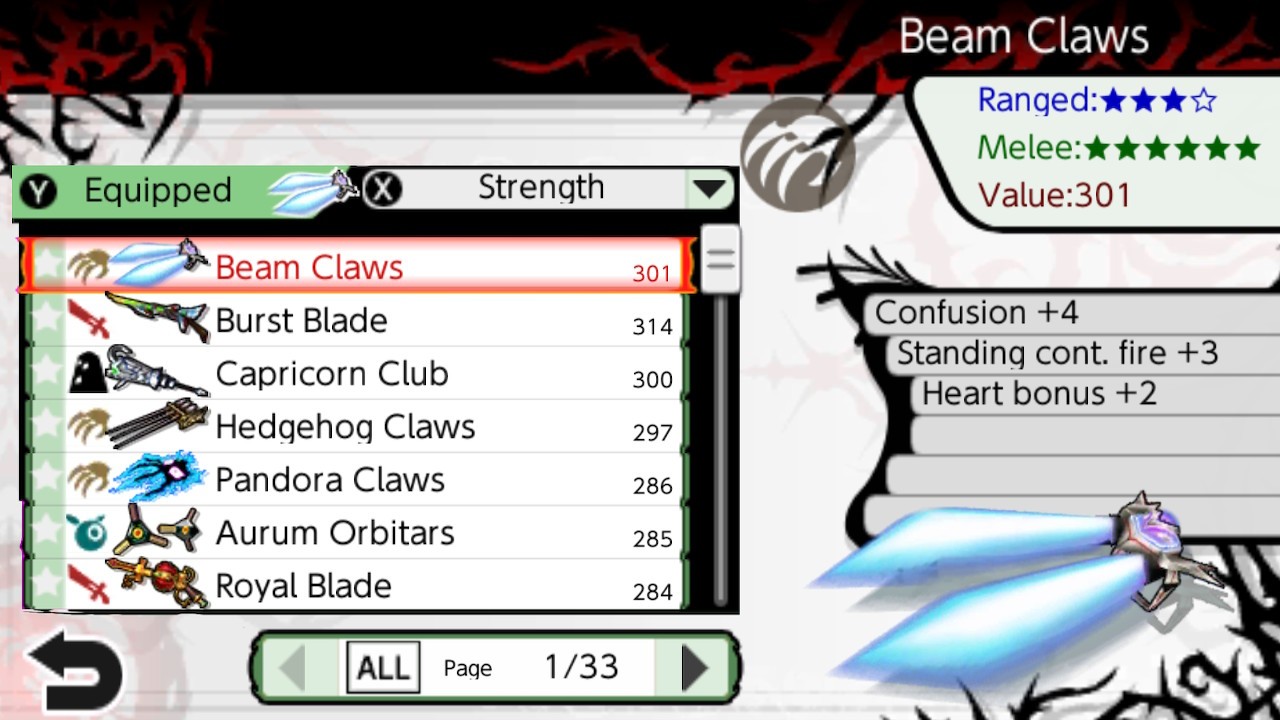 Beam Claws
Ranged:★★★☆
Melee:★★★★★★
Value:301
Y Equipped X Strength
Beam Claws 301
Burst Blade 314
Capricorn Club 300
Hedgehog Claws 297
Pandora Claws 286
Aurum Orbitars 285
Royal Blade 284
Confusion +4
Standing cont. fire +3
Heart bonus +2
ALL Page 1/33